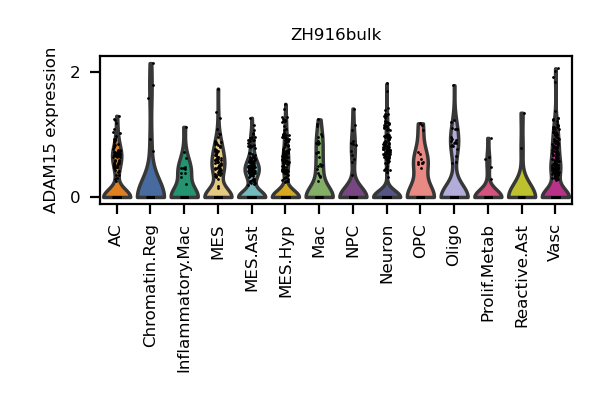 ZH916bulk
ADAM15 expression
2
0
AC
Chromatin.Reg
Inflammatory.Mac
MES
MES.Ast
MES.Hyp
Mac
NPC
Neuron
OPC
Oligo
Prolif.Metab
Reactive.Ast
Vasc